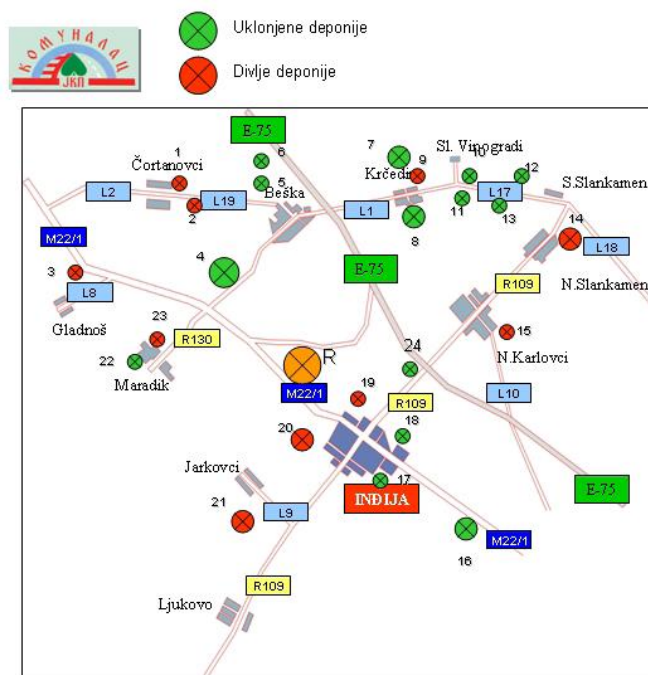 КОМУНАЛАЦ
ЈКП
Uklonjene deponije
Divlje deponije
E-75
6
7
Sl. Vinogradi
1
Čortanovci
5
Beška
Krčedin
9
10
12
L2
L19
L17
S.Slankamen
2
L1
11
13
8
14
M22/1
L18
4
E-75
3
L8
R109
N.Slankamen
Gladnoš
23
R130
15
22
24
N.Karlovci
Maradik
R
M22/1
19
R109
L10
20
18
Jarkovci
17
E-75
21
L9
INĐIJA
16
M22/1
R109
Ljukovo